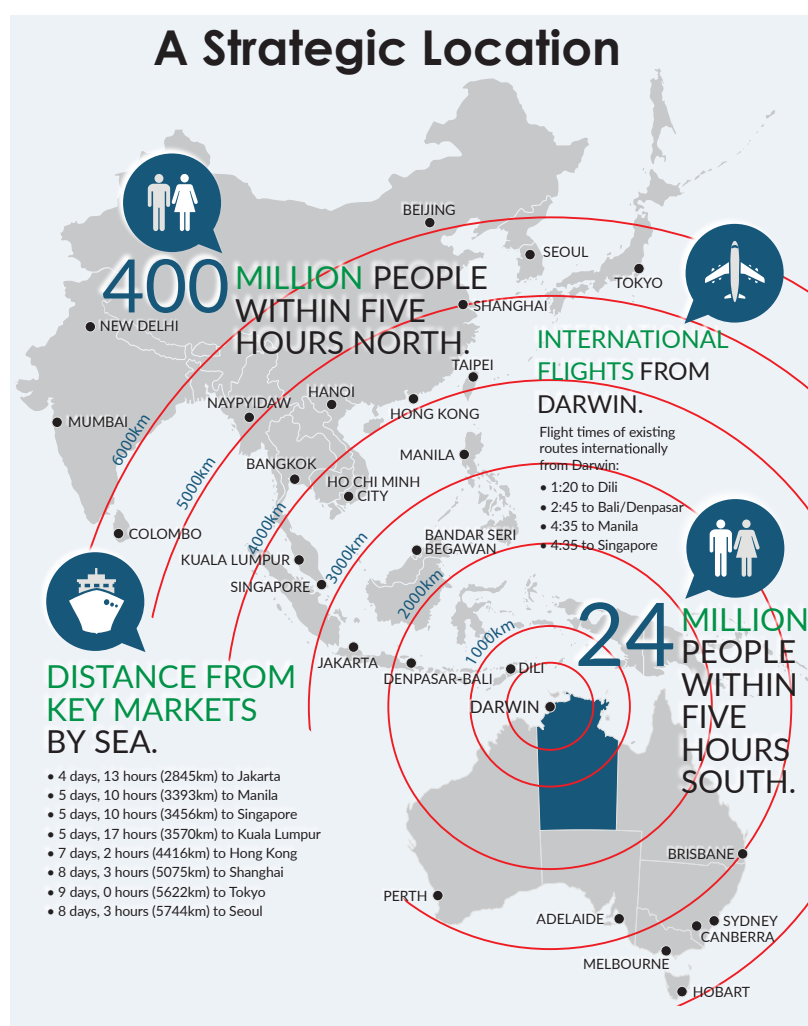 A Strategic Location
400 MILLION PEOPLE
WITHIN FIVE
HOURS NORTH.
INTERNATIONAL
FLIGHTS FROM
DARWIN.
Flight times of existing
routes internationally
from Darwin:
• 1:20 to Dili
• 2:45 to Bali/Denpasar
• 4:35 to Manila
• 4:35 to Singapore
24 MILLION
PEOPLE
WITHIN
FIVE
HOURS
SOUTH.
DISTANCE FROM
KEY MARKETS
BY SEA.
• 4 days, 13 hours (2845km) to Jakarta
• 5 days, 10 hours (3393km) to Manila
• 5 days, 10 hours (3456km) to Singapore
• 5 days, 17 hours (3570km) to Kuala Lumpur
• 7 days, 2 hours (4416km) to Hong Kong
• 8 days, 3 hours (5075km) to Shanghai
• 9 days, 0 hours (5622km) to Tokyo
• 8 days, 3 hours (5744km) to Seoul
BEIJING
SEOUL
TOKYO
SHANGHAI
NEW DELHI
TAIPEI
HANOI
NAYPYIDAW
HONG KONG
MUMBAI
MANILA
BANGKOK
HO CHI MINH
CITY
COLOMBO
BANDAR SERI
BEGAWAN
KUALA LUMPUR
SINGAPORE
JAKARTA
DENPASAR-BALI
DILI
DARWIN
BRISBANE
PERTH
ADELAIDE
SYDNEY
CANBERRA
MELBOURNE
HOBART
6000km
5000km
4000km
3000km
2000km
1000km